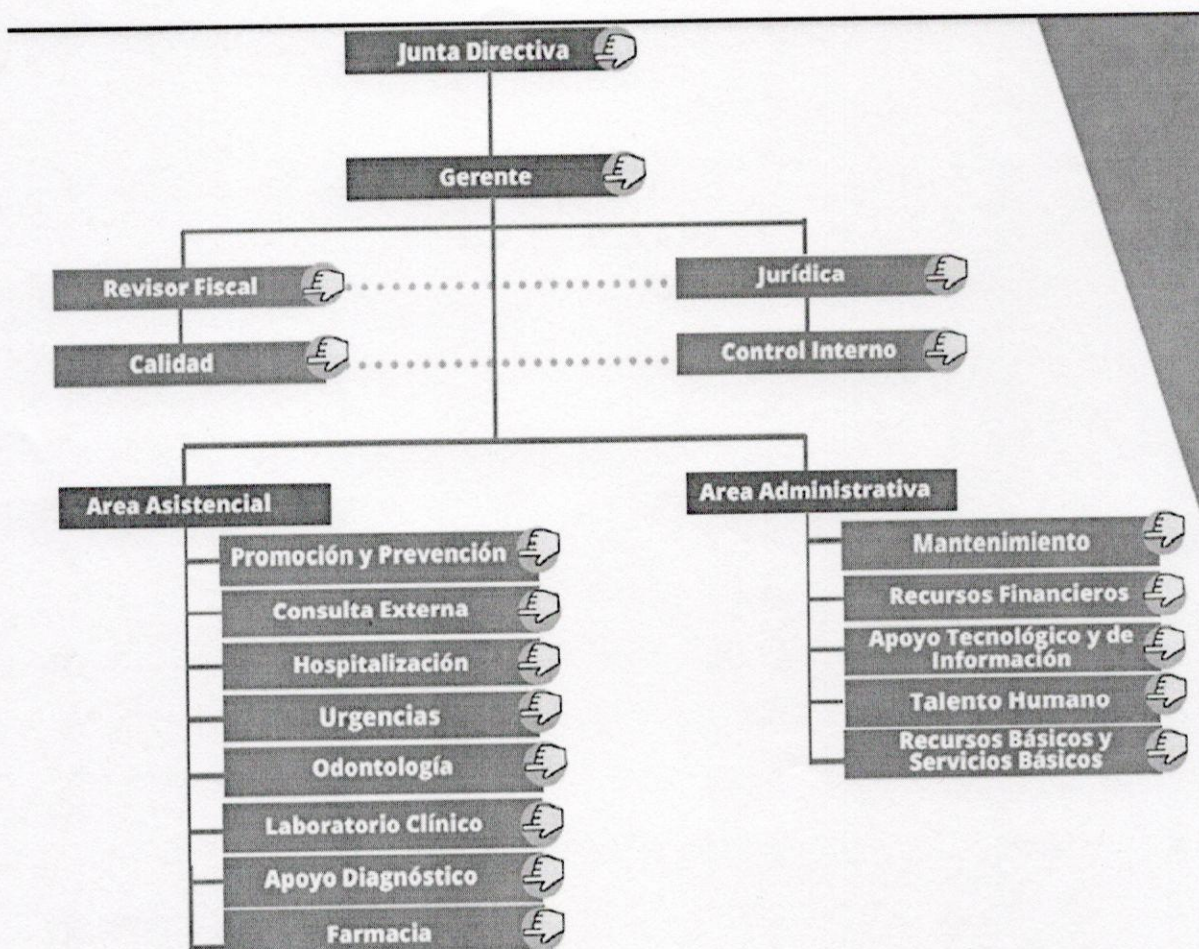 Junta Directiva
Gerente
Revisor Fiscal
Jurídica
Calidad
Control Interno
Area Asistencial
Promoción y Prevención
Consulta Externa
Hospitalización
Urgencias
Odontología
Laboratorio Clínico
Apoyo Diagnóstico
Farmacia
Area Administrativa
Mantenimiento
Recursos Financieros
Apoyo Tecnológico y de
Información
Talento Humano
Recursos Básicos y
Servicios Básicos